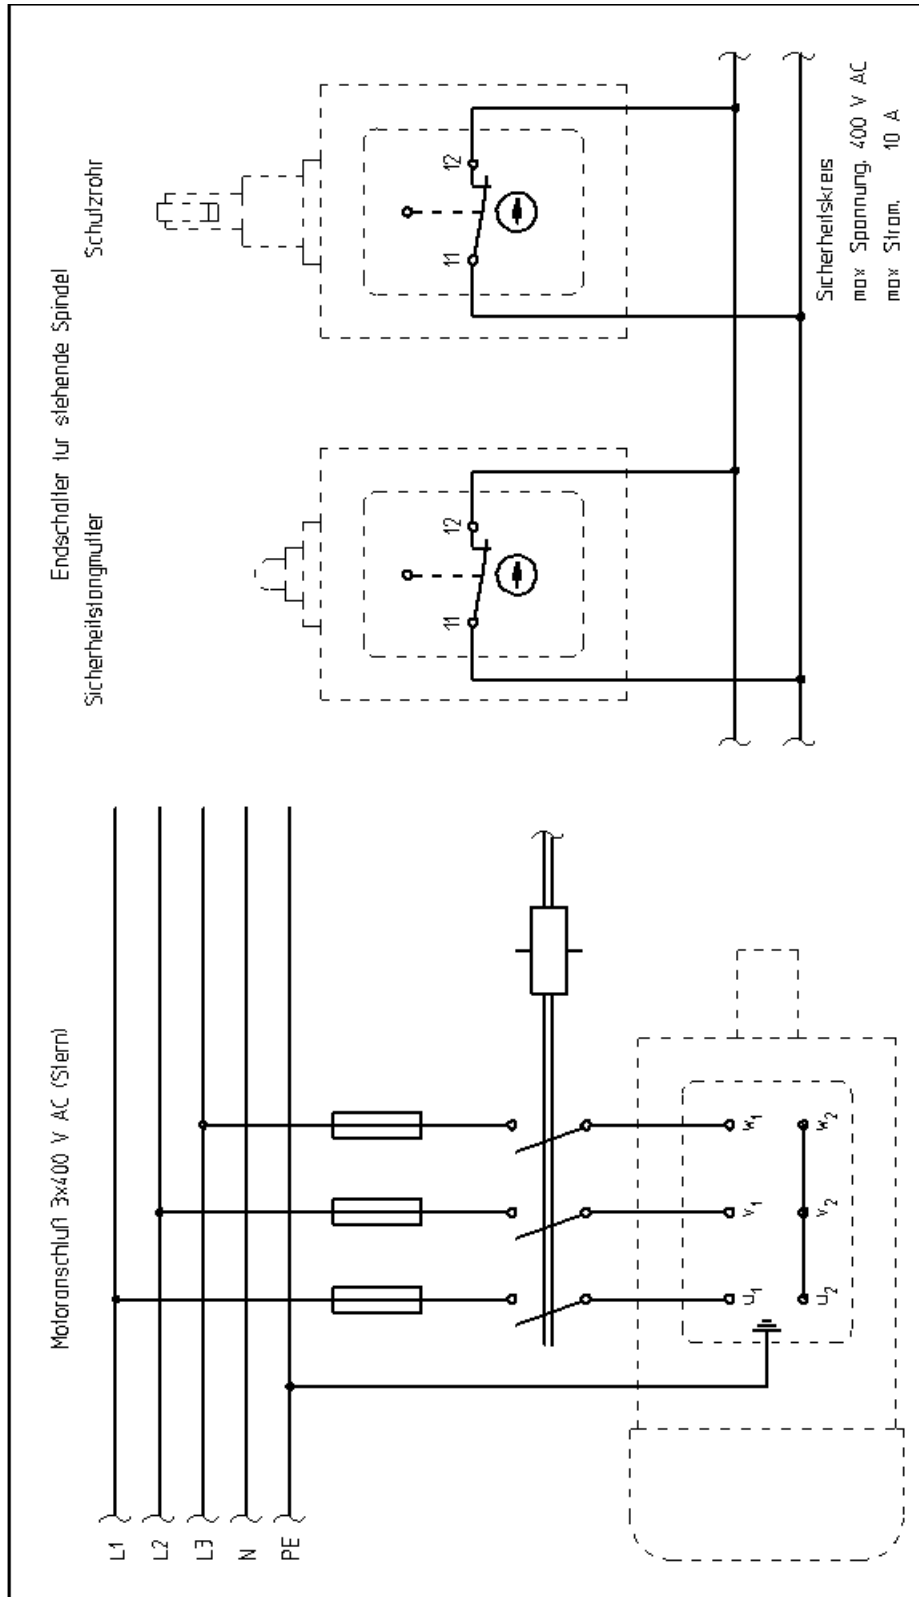 Motoranschluß 3x400 V AC (Stern)
L1
L2
L3
N
PE
u1
v1
w1
u2
v2
w2
Endschalter für stehende Spindel
Sicherheitsfangmutter
Schutzrohr
11
12
11
12
Sicherheitskreis
max Spannung. 400 V AC
max Strom. 10 A